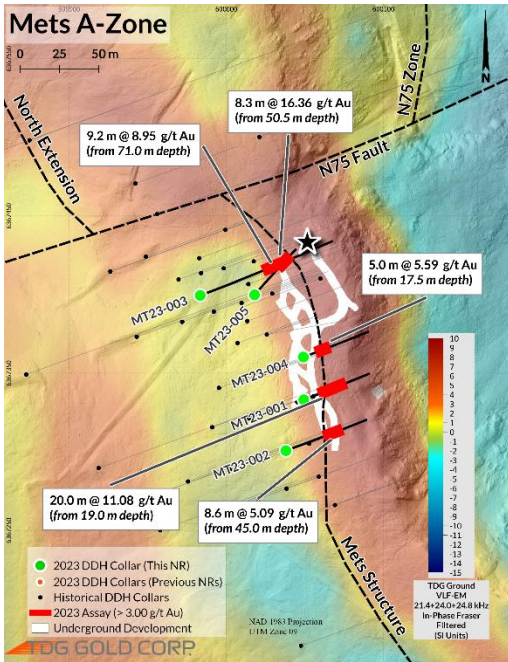 Mets A-Zone
0 25 50 m
599900
600000
600100
6367550
6367450
6367350
6367250
N
N75 Zone
North Extension
N75 Fault
8.3 m @ 16.36 g/t Au
(from 50.5 m depth)
9.2 m @ 8.95 g/t Au
(from 71.0 m depth)
5.0 m @ 5.59 g/t Au
(from 17.5 m depth)
MT23-003
MT23-005
MT23-004
MT23-001
MT23-002
20.0 m @ 11.08 g/t Au
(from 19.0 m depth)
8.6 m @ 5.09 g/t Au
(from 45.0 m depth)
Mets Structure
10
9
8
7
6
5
4
3
2
1
0
-1
-2
-3
-4
-5
-6
-7
-8
-10
-11
-12
-13
-14
-15
TDG Ground
VLF-EM
21.4+24.0+24.8 kHz
In-Phase Fraser
Filtered
(SI Units)
2023 DDH Collar (This NR)
2023 DDH Collars (Previous NRs)
Historical DDH Collars
2023 Assay (> 3.00 g/t Au)
Underground Development
NAD 1983 Projection
UTM Zone 09
TDG GOLD CORP.